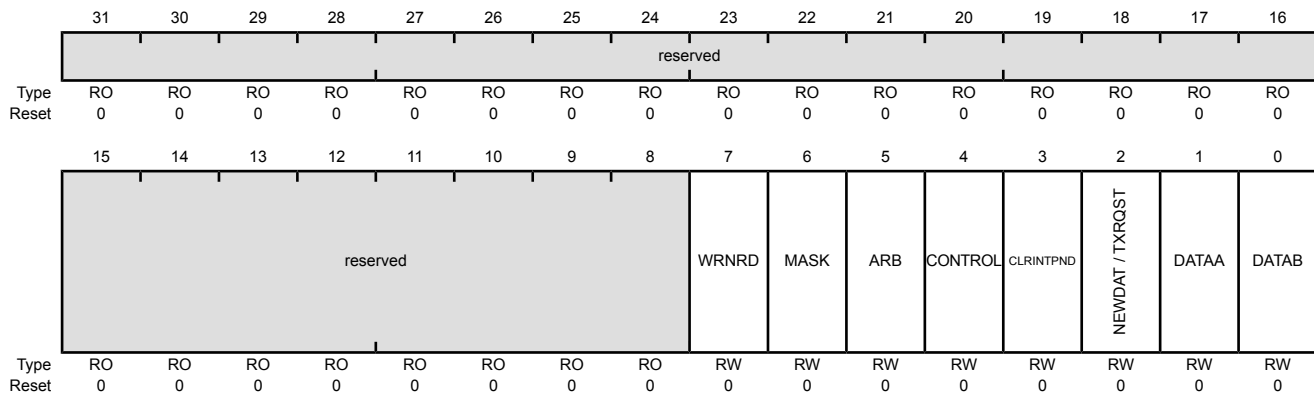 31 30 29 28 27 26 25 24 23 22 21 20 19 18 17 16
reserved
Type RO RO RO RO RO RO RO RO RO RO RO RO RO RO RO RO
Reset 0 0 0 0 0 0 0 0 0 0 0 0 0 0 0 0
15 14 13 12 11 10 9 8 7 6 5 4 3 2 1 0
reserved WRNRD MASK ARB CONTROL CLRINTPND NEWDAT / TXRQST DATAA DATAB
Type RO RO RO RO RO RO RO RO RW RW RW RW RW RW RW RW
Reset 0 0 0 0 0 0 0 0 0 0 0 0 0 0 0 0